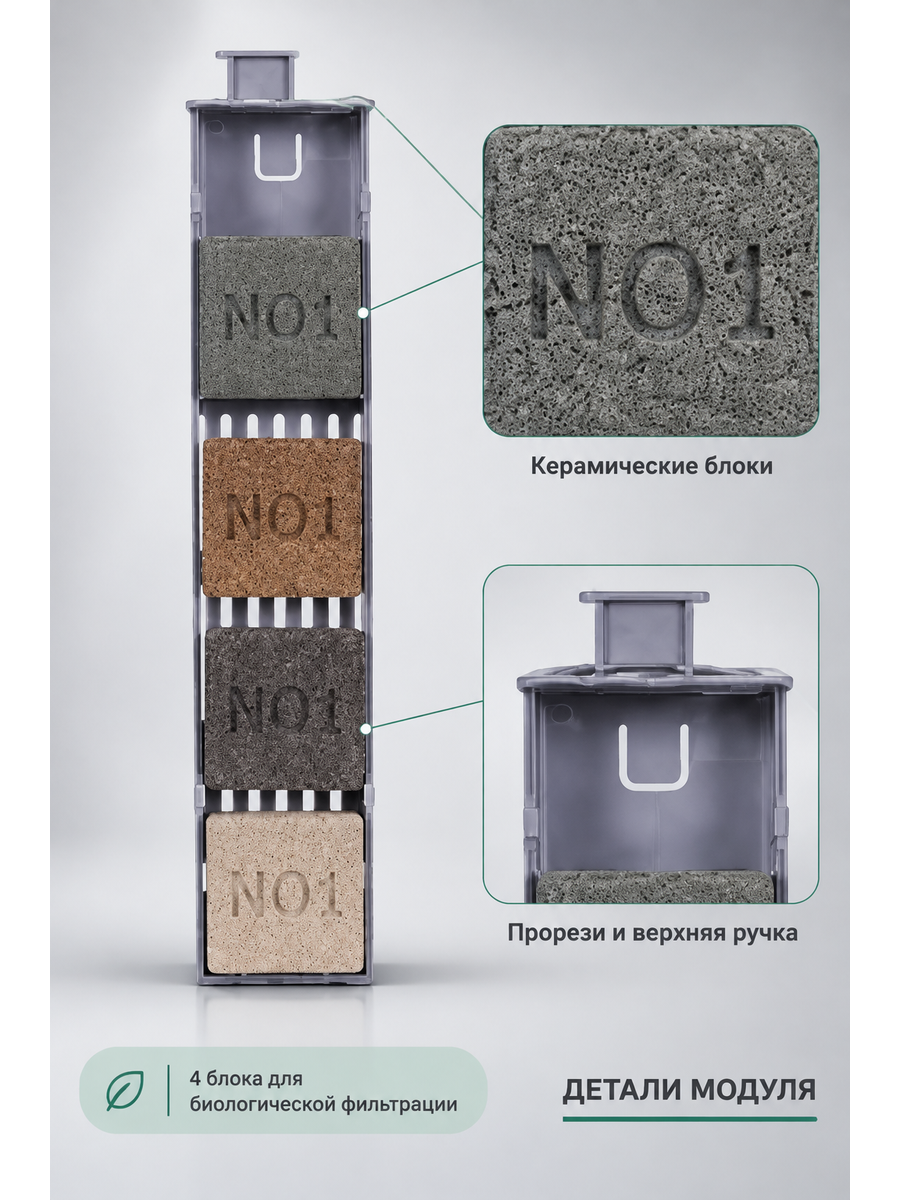 NO1
NO1
Керамические блоки
NO1
NO1
Прорези и верхняя ручка
NO1
4 блока для
биологической фильтрации
ДЕТАЛИ МОДУЛЯ